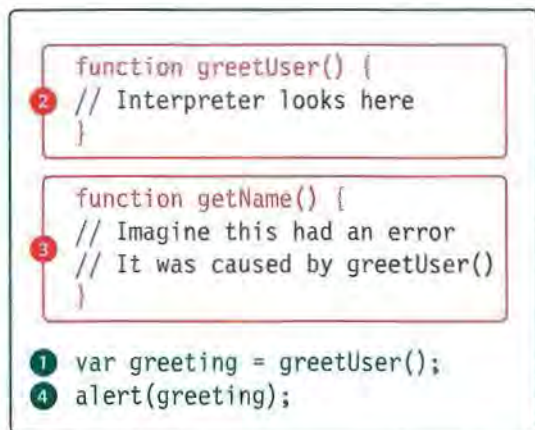 function greetUser() {
2 // Interpreter looks here
}
function getName() {
// Imagine this had an error
3 // It was caused by greetUser()
}
1 var greeting = greetUser();
4 alert(greeting);